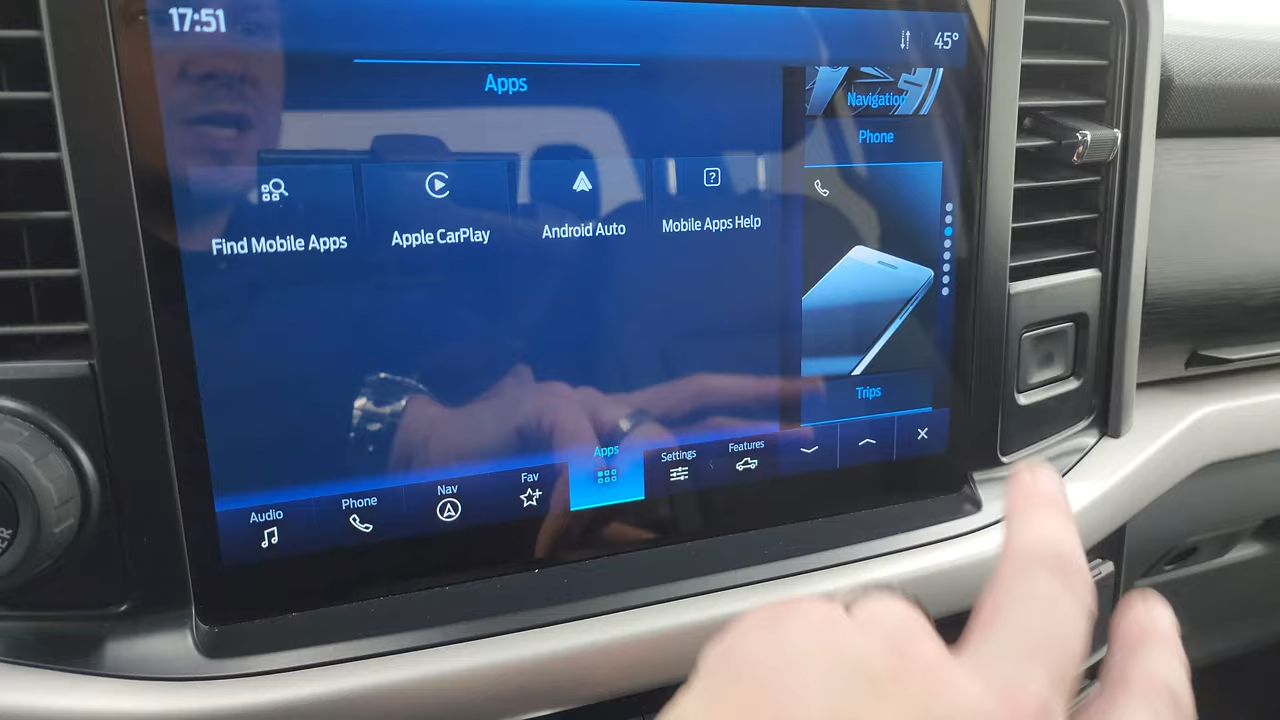 17:51
45°
Apps
Navigation
Phone
Find Mobile Apps
Apple CarPlay
Android Auto
?
Mobile Apps Help
Trips
Audio
Phone
Nav
Fav
Apps
Settings
Features